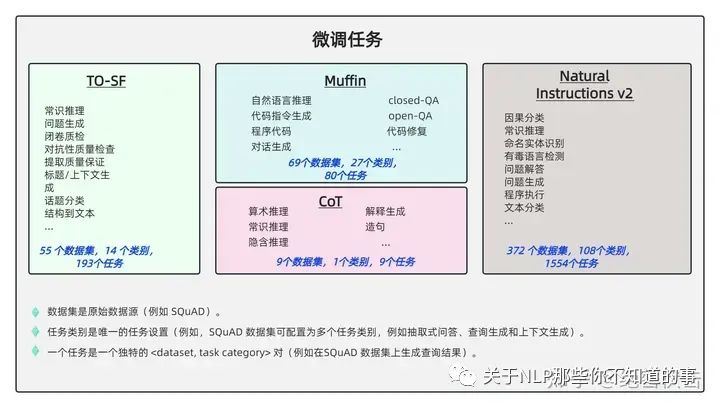 微调任务
TO-SF
常识推理
问题生成
闭卷质检
对抗性质量检查
提取质量保证
标题/上下文生
成
话题分类
结构到文本
...
55 个数据集，14 个类别，
193个任务
Muffin
自然语言推理 closed-QA
代码指令生成 open-QA
程序代码 代码修复
对话生成 ...
69个数据集，27个类别，
80个任务
CoT
算术推理 解释生成
常识推理 造句
隐含推理 ...
9个数据集，1个类别，9个任务
Natural
Instructions v2
因果分类
常识推理
命名实体识别
有毒语言检测
问题解答
问题生成
程序执行
文本分类
...
372 个数据集，108个类别，
1554个任务
数据集是原始数据源（例如 SQuAD）。
任务类别是唯一的任务设置（例如，SQuAD 数据集可配置为多个任务类别，例如抽取式问答、查询生成和上下文生成）。
一个任务是一个独特的 <dataset, task category> 对（例如在SQuAD 数据集上生成查询结果）。
关于NLP那些你不知道的事